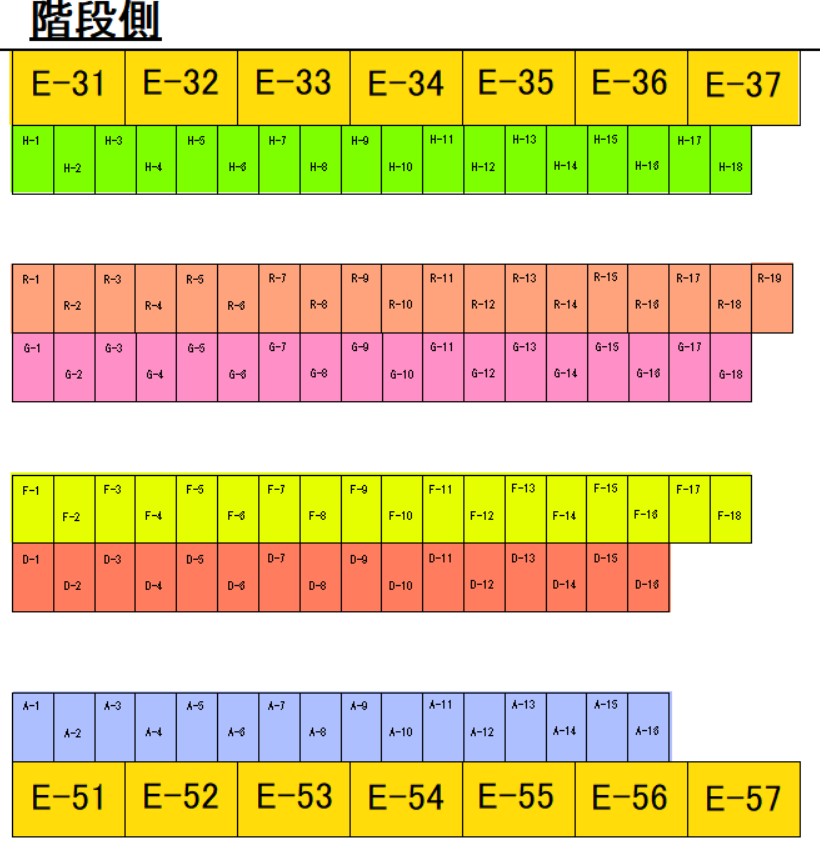 階段側
E-31 E-32 E-33 E-34 E-35 E-36 E-37
H-1 H-2 H-3 H-4 H-5 H-6 H-7 H-8 H-9 H-10 H-11 H-12 H-13 H-14 H-15 H-16 H-17 H-18
R-1 R-2 R-3 R-4 R-5 R-6 R-7 R-8 R-9 R-10 R-11 R-12 R-13 R-14 R-15 R-16 R-17 R-18 R-19
G-1 G-2 G-3 G-4 G-5 G-6 G-7 G-8 G-9 G-10 G-11 G-12 G-13 G-14 G-15 G-16 G-17 G-18
F-1 F-2 F-3 F-4 F-5 F-6 F-7 F-8 F-9 F-10 F-11 F-12 F-13 F-14 F-15 F-16 F-17 F-18
D-1 D-2 D-3 D-4 D-5 D-6 D-7 D-8 D-9 D-10 D-11 D-12 D-13 D-14 D-15 D-16
A-1 A-2 A-3 A-4 A-5 A-6 A-7 A-8 A-9 A-10 A-11 A-12 A-13 A-14 A-15 A-16
E-51 E-52 E-53 E-54 E-55 E-56 E-57